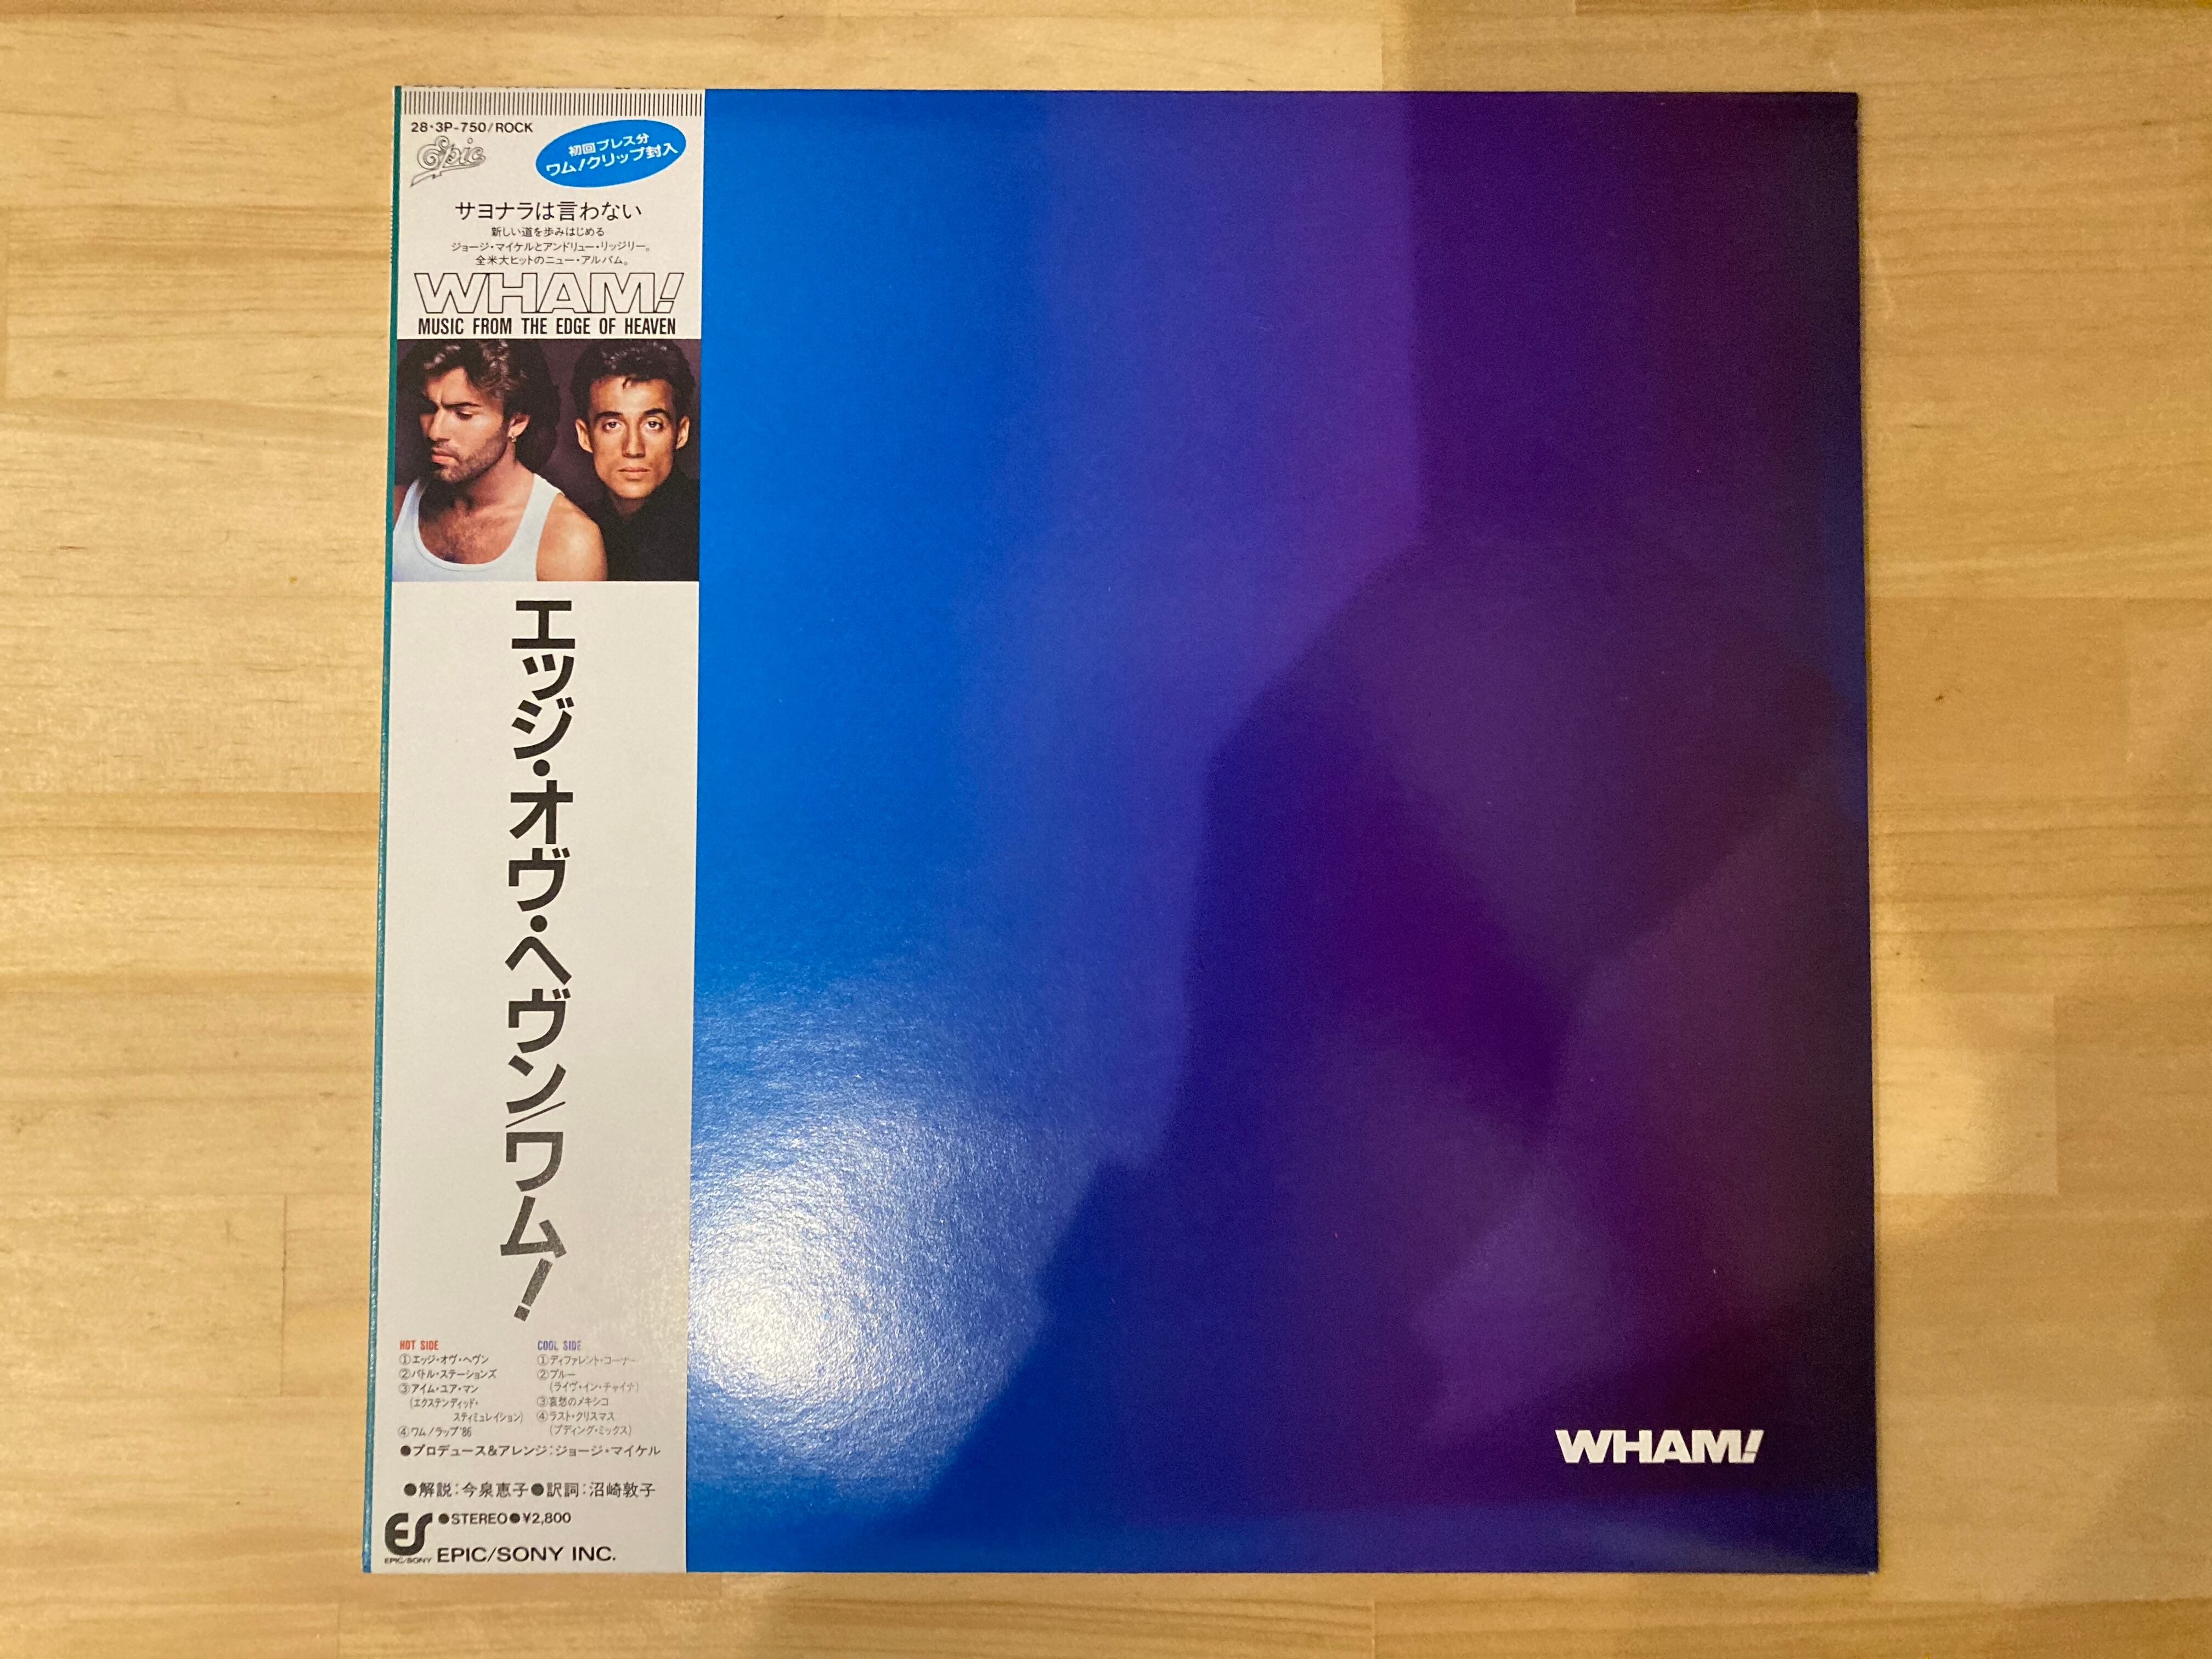 28・3P-750/ROCK
Epic
初回プレス分
ワム!クリップ封入
サヨナラは言わない
新しい道を歩みはじめる
ジョージ・マイケルとアンドリュー・リッジリー。
全米大ヒットのニュー・アルバム。
WHAM!
MUSIC FROM THE EDGE OF HEAVEN
エッジ・オヴ・ヘヴン/ワム!
HOT SIDE
①エッジ・オヴ・ヘヴン
②バトル・ステーションズ
③アイム・ユア・マン
(エクステンディッド・
スティミュレイション)
④ワム!ラップ'86
COOL SIDE
①ディファレント・コーナー
②ブルー
(ライヴ・イン・チャイナ)
③哀愁のメキシコ
④ラスト・クリスマス
(プディング・ミックス)
●プロデュース&アレンジ:ジョージ・マイケル
●解説:今泉恵子●訳詞:沼崎敦子
●STEREO●¥2,800
EPIC/SONY
EPIC/SONY INC.
WHAM!